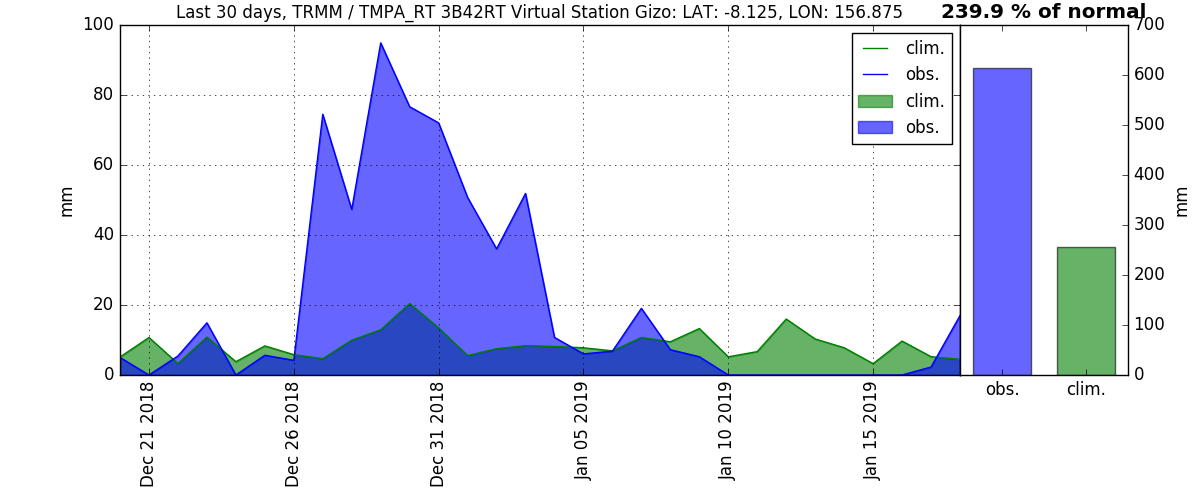 Last 30 days, TRMM / TMPA_RT 3B42RT Virtual Station Gizo: LAT: -8.125, LON: 156.875
239.9 % of normal
100
80
60
40
20
0
mm
clim.
obs.
clim.
obs.
Dec 21 2018
Dec 26 2018
Dec 31 2018
Jan 05 2019
Jan 10 2019
Jan 15 2019
700
600
500
400
300
200
100
0
mm
obs.
clim.